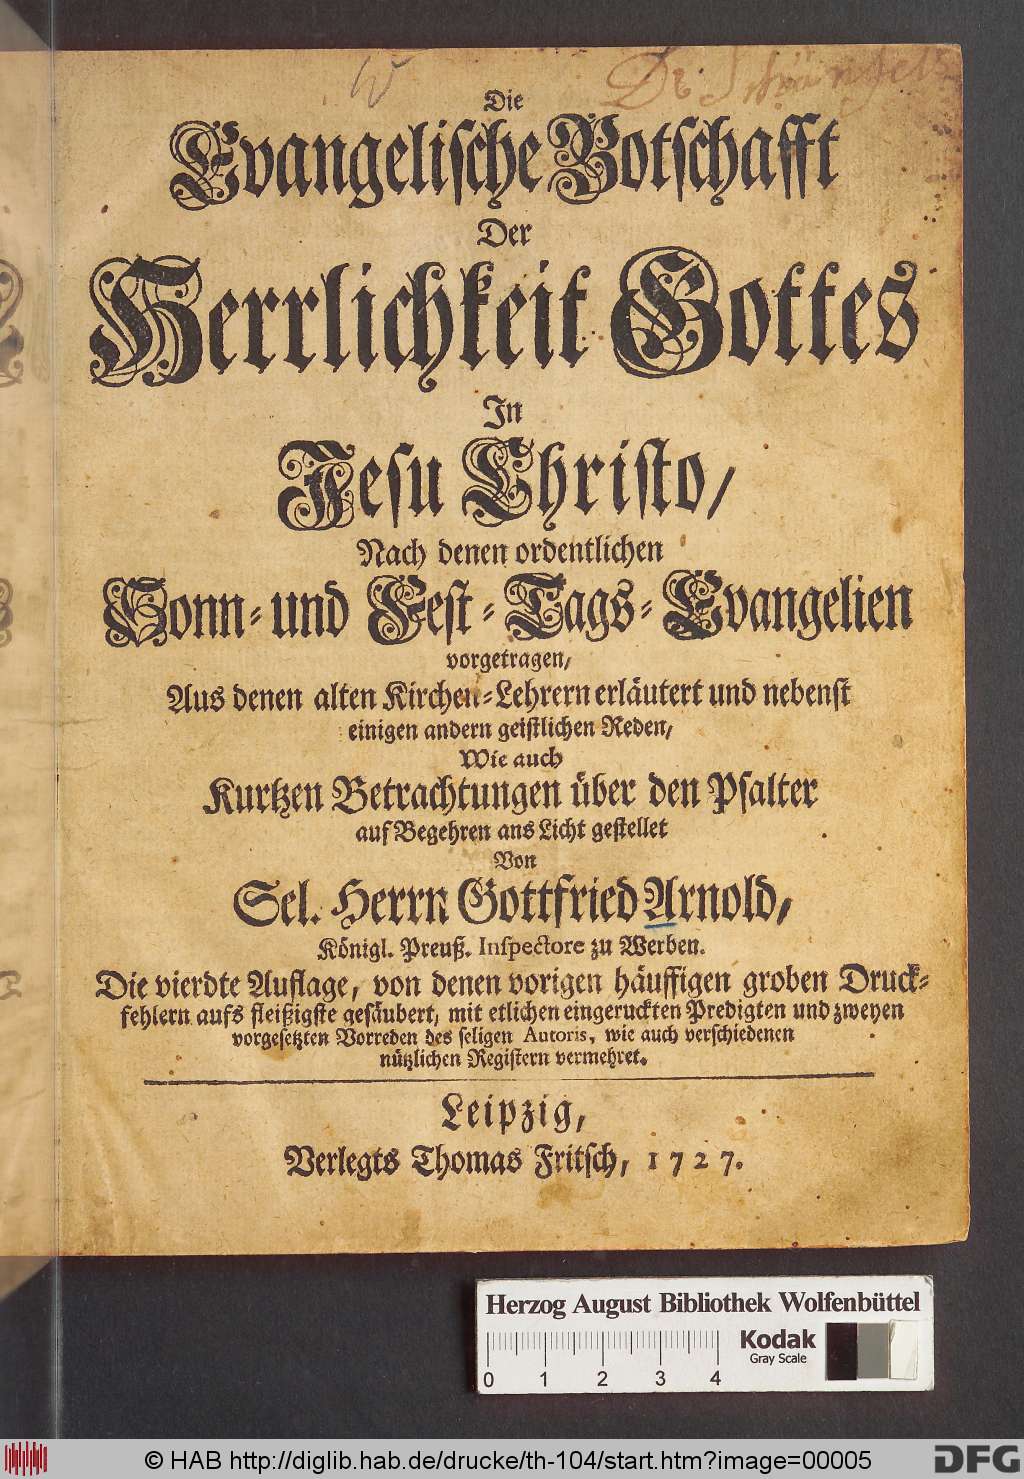 Die
Evangelische Botschafft
Der
Herrlichkeit Gottes
In
Jesu Christo/
Nach denen ordentlichen
Sonn- und Fest-Tags-Evangelien
vorgetragen/
Aus denen alten Kirchen-Lehrern erläutert und nebenst
einigen andern geistlichen Reden/
Wie auch
Kurtzen Betrachtungen über den Psalter
auf Begehren ans Licht gestellet
Von
Sel. Herrn Gottfried Arnold,
Königl. Preuß. Inspectore zu Werben.
Die vierdte Auflage, von denen vorigen häuffigen groben Druck-
fehlern aufs fleißigste gesäubert, mit etlichen eingeruckten Predigten und zweyen
vorgesetzten Vorreden des seligen Autoris, wie auch verschiedenen
nützlichen Registern vermehret.
Leipzig,
Verlegts Thomas Fritsch, 1727.
Herzog August Bibliothek Wolfenbüttel
0 1 2 3 4
Kodak
Gray Scale
© HAB http://diglib.hab.de/drucke/th-104/start.htm?image=00005
DFG